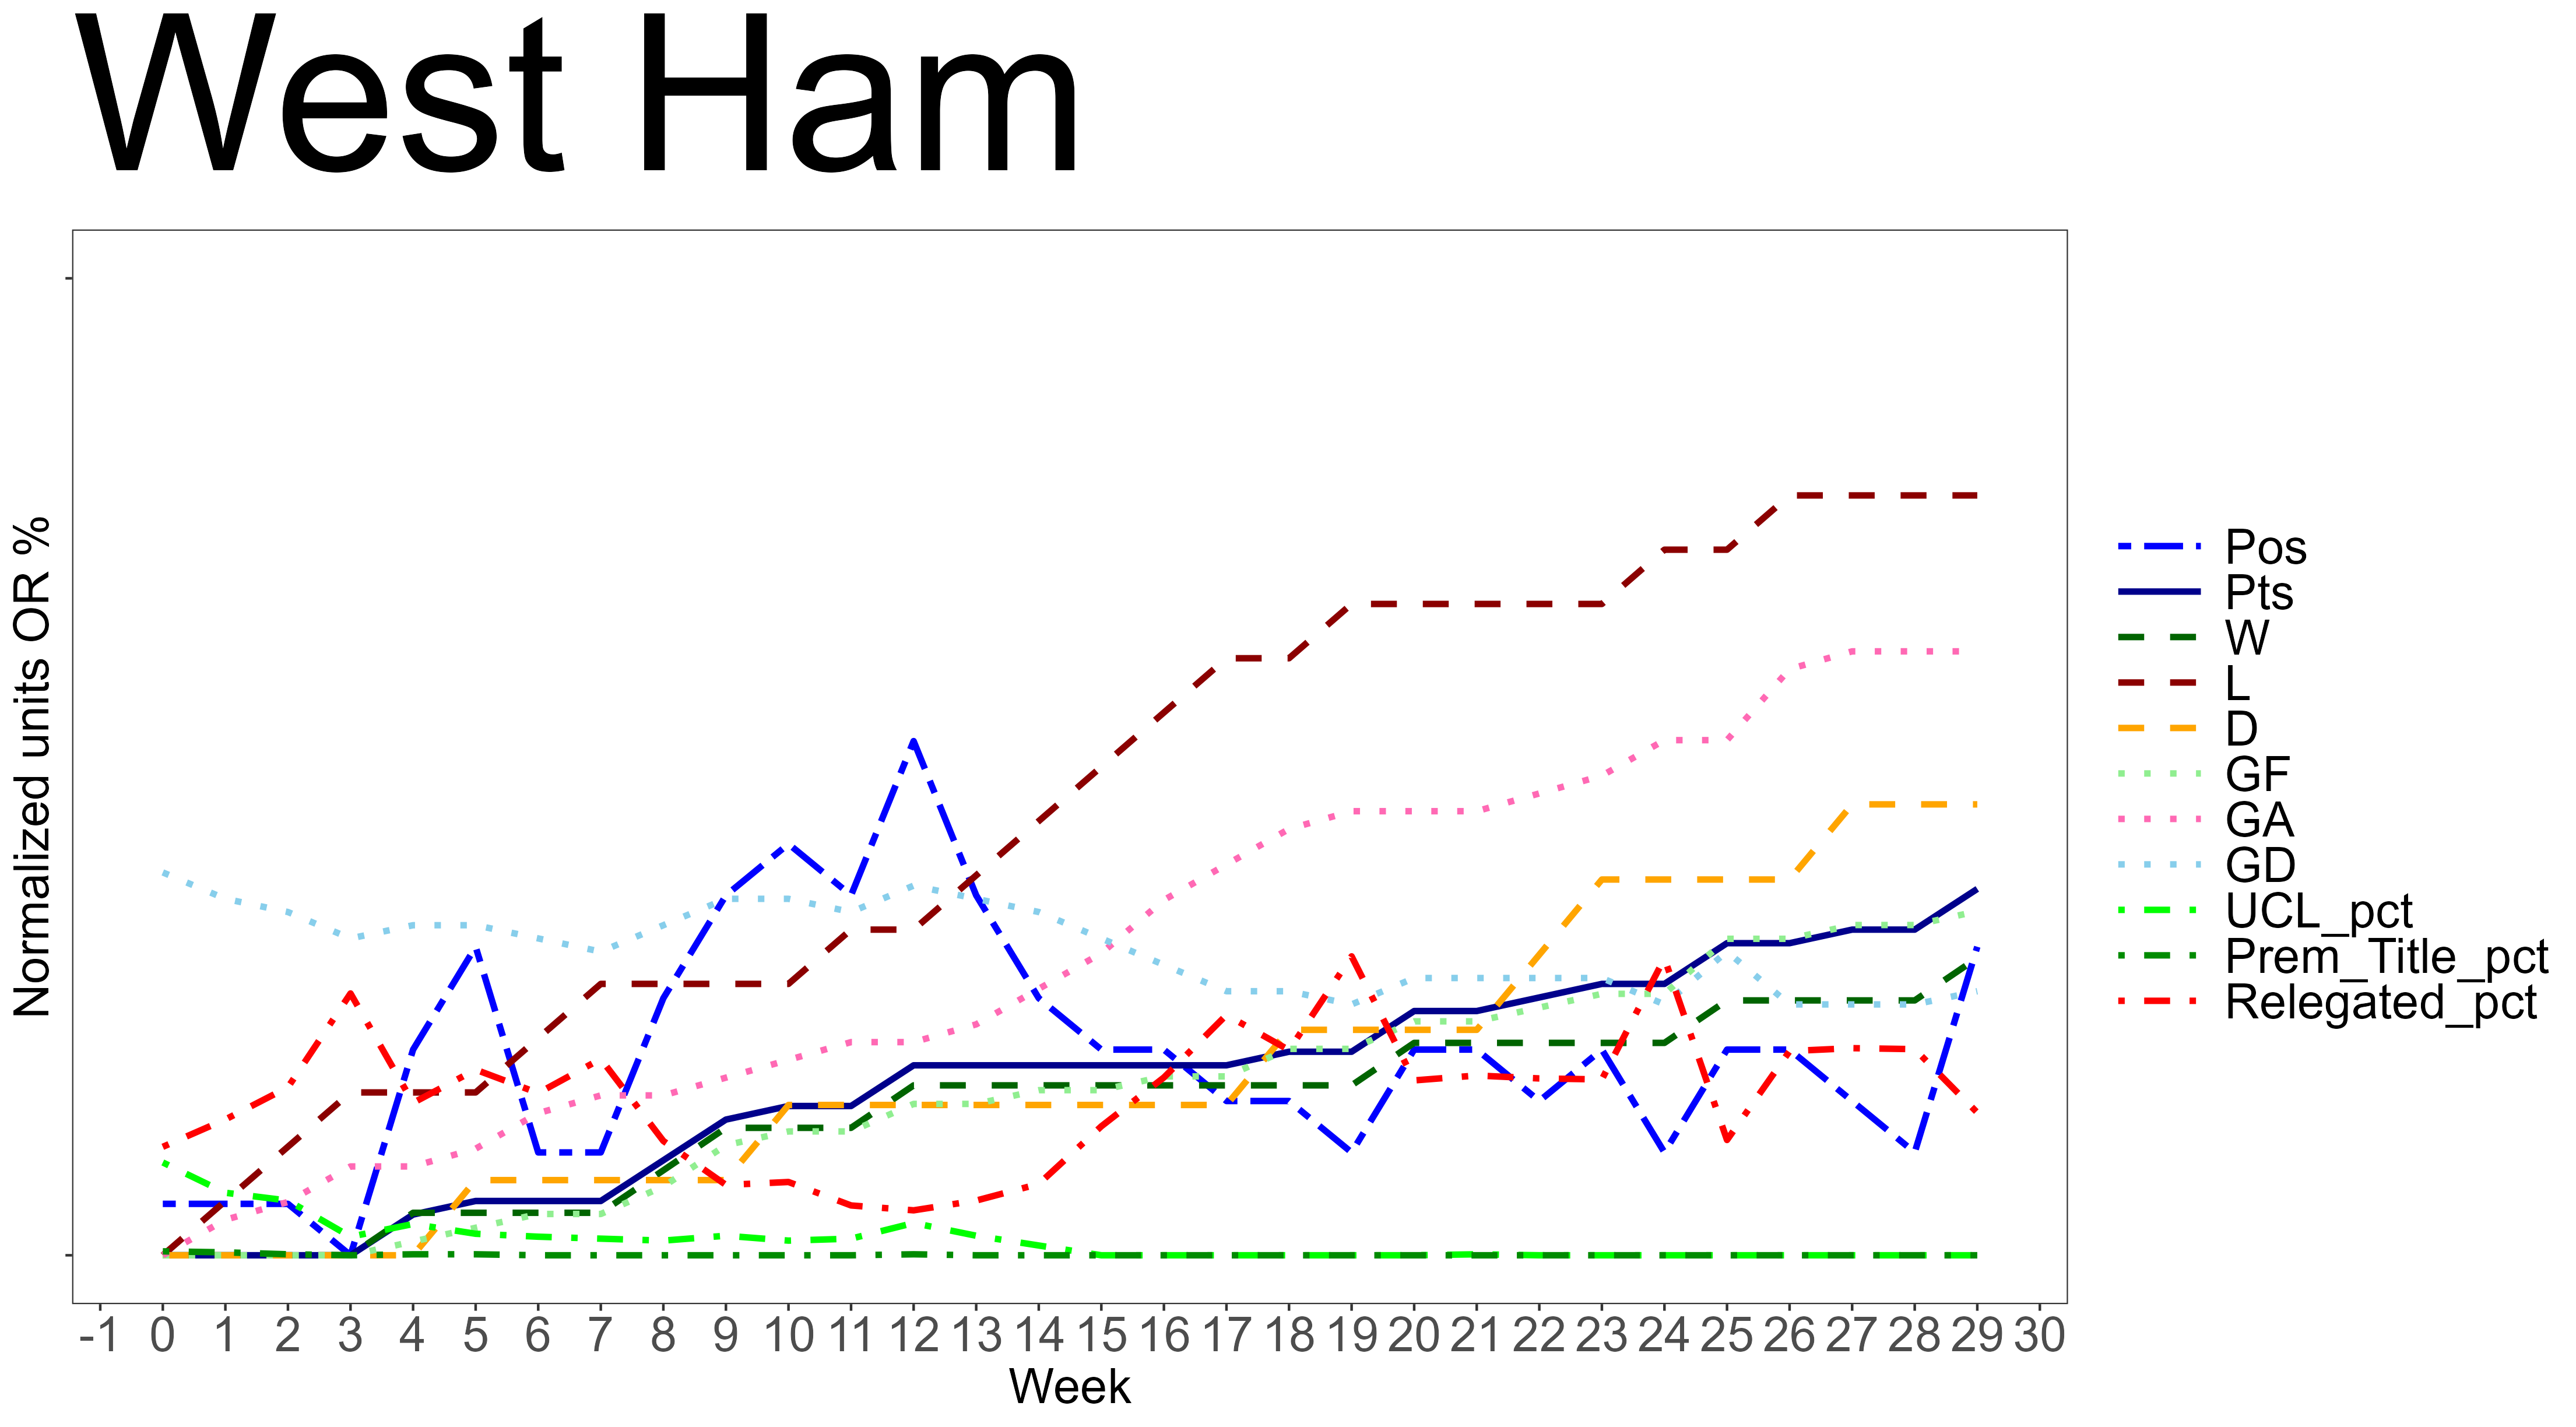 West Ham
Normalized units OR %
Pos
Pts
W
L
D
GF
GA
GD
UCL_pct
Prem_Title_pct
Relegated_pct
-1 0 1 2 3 4 5 6 7 8 9 10 11 12 13 14 15 16 17 18 19 20 21 22 23 24 25 26 27 28 29 30
Week